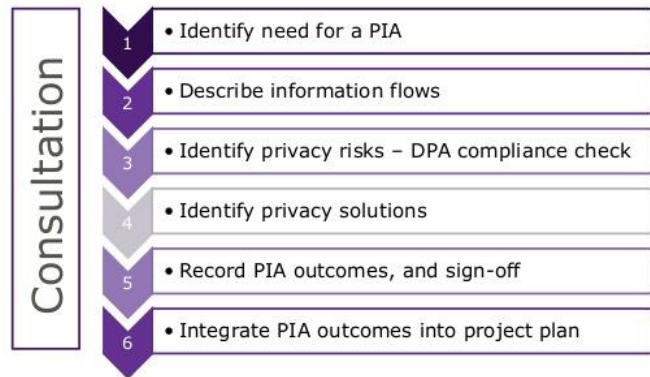 Consultation
1
• Identify need for a PIA
2
• Describe information flows
3
• Identify privacy risks – DPA compliance check
4
• Identify privacy solutions
5
• Record PIA outcomes, and sign-off
6
• Integrate PIA outcomes into project plan